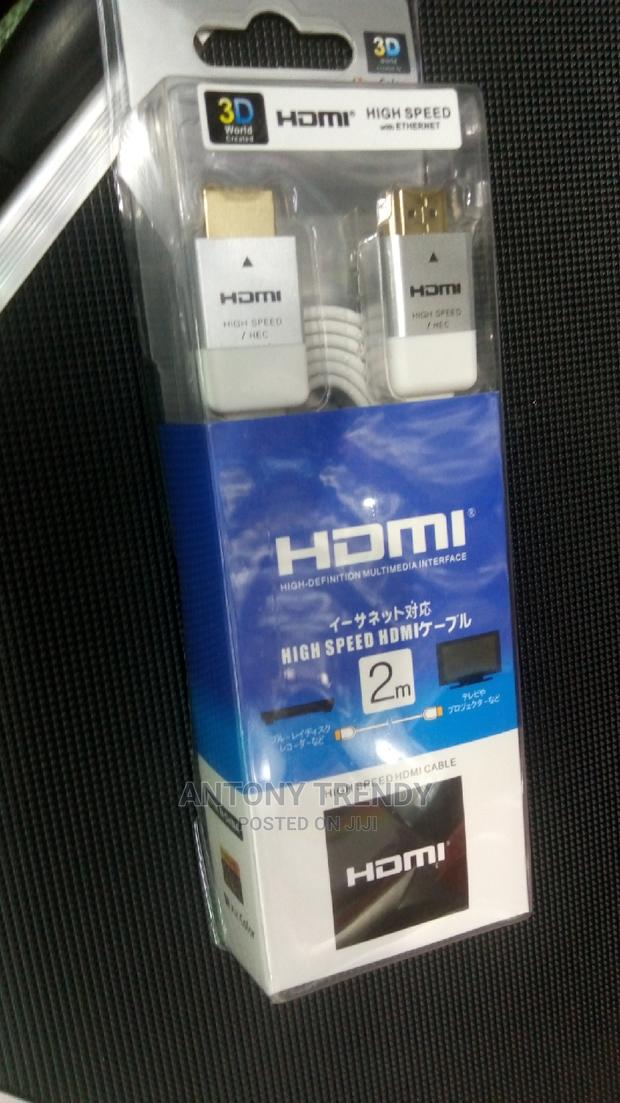 3D
World
3D
World
Created
HDMI®
HIGH SPEED
with ETHERNET
HDMI
HIGH SPEED
/ HEC
HDMI
HIGH SPEED
/ HEC
HDMI®
HIGH-DEFINITION MULTIMEDIA INTERFACE
イーサネット対応
HIGH SPEED HDMIケーブル
2m
ブルーレイディスク
レコーダーなど
テレビや
プロジェクターなど
HIGH SPEED HDMI CABLE
ANTONY TRENDY
POSTED ON JIJI
HDMI
Color